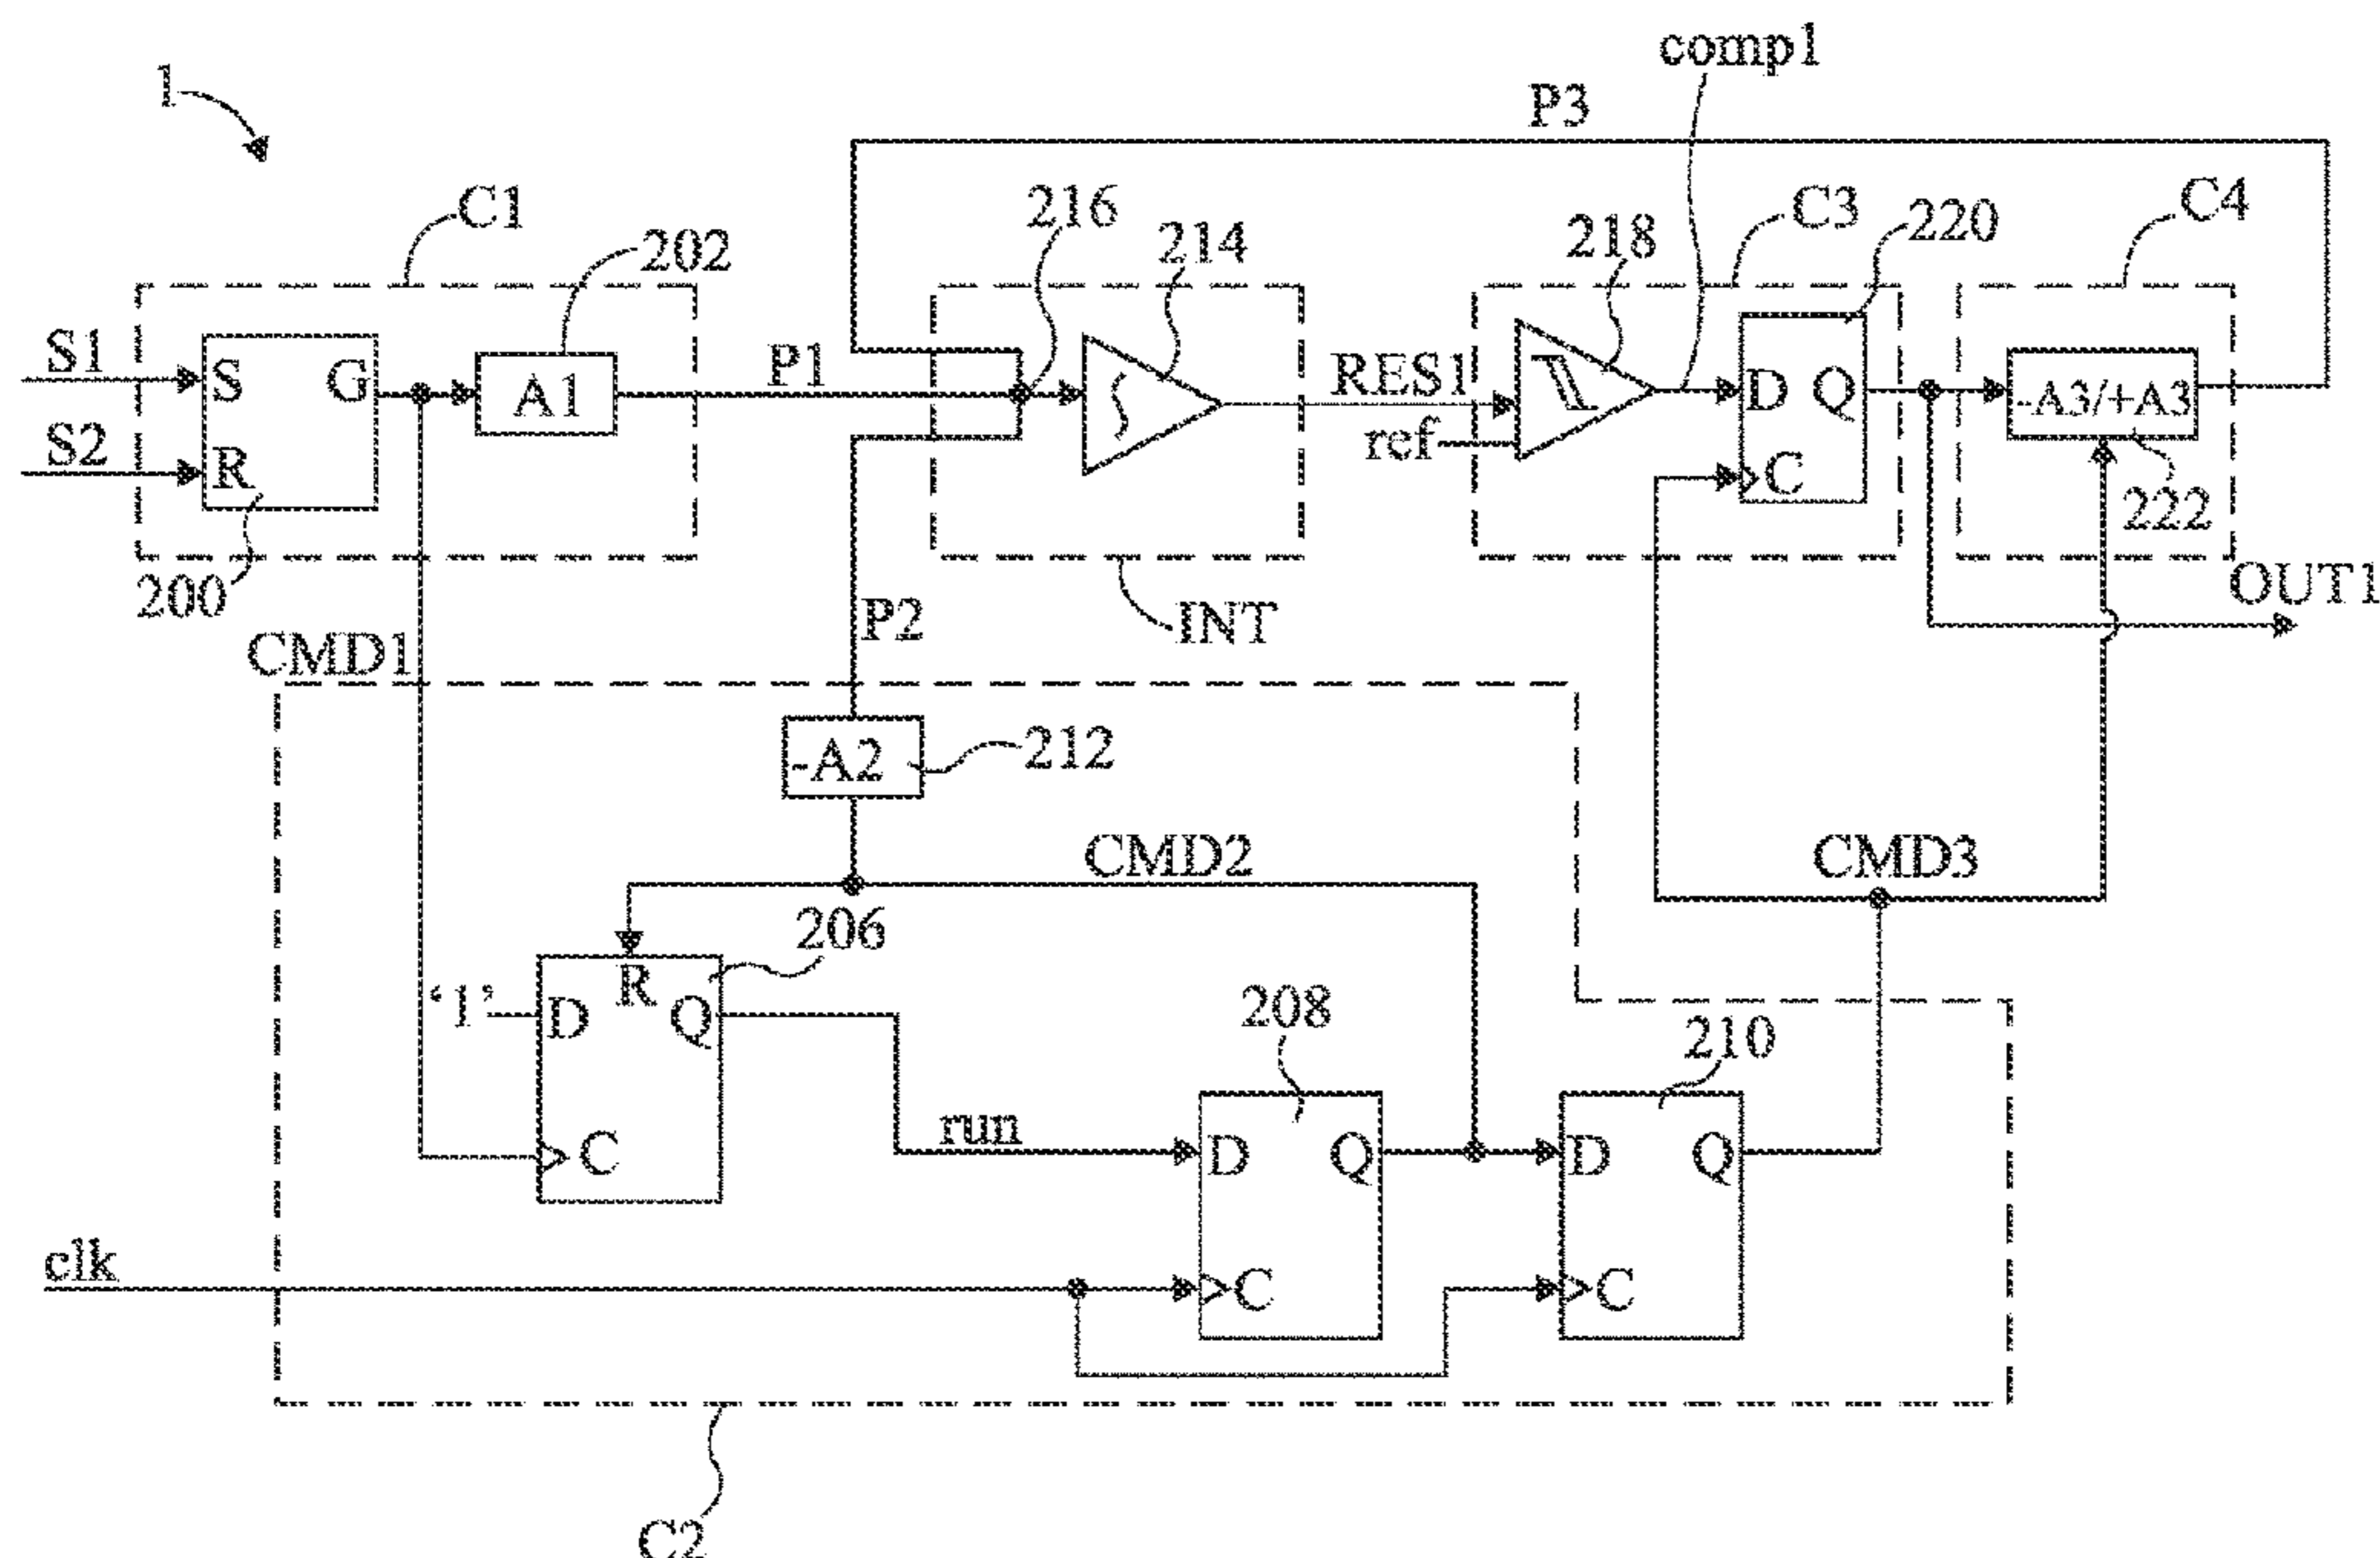 comp1
1
P3
C1
216
C3
C4
202
214
218
220
S1
S
G
A1
P1
RES1
D
Q
-A3/+A3
S2
R
ref
C
222
200
P2
INT
OUT1
CMD1
-A2
212
CMD2
CMD3
206
'1'
D
R
Q
208
210
C
run
D
Q
D
Q
clk
C
C
C2